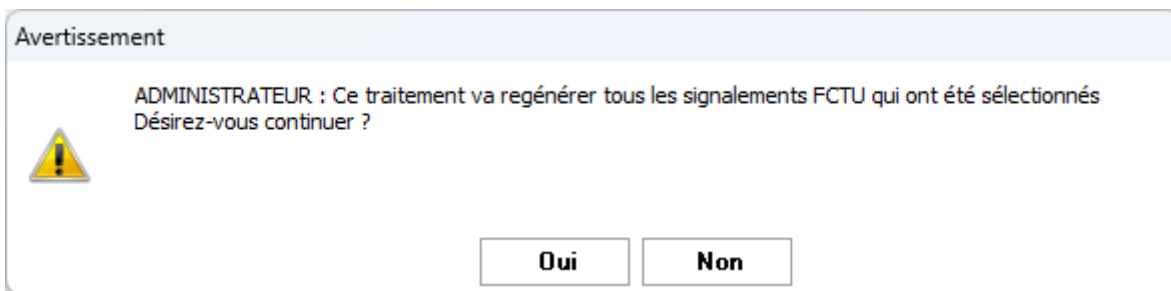 Avertissement
ADMINISTRATEUR : Ce traitement va regénérer tous les signalements FCTU qui ont été sélectionnés
Désirez-vous continuer ?
Oui
Non